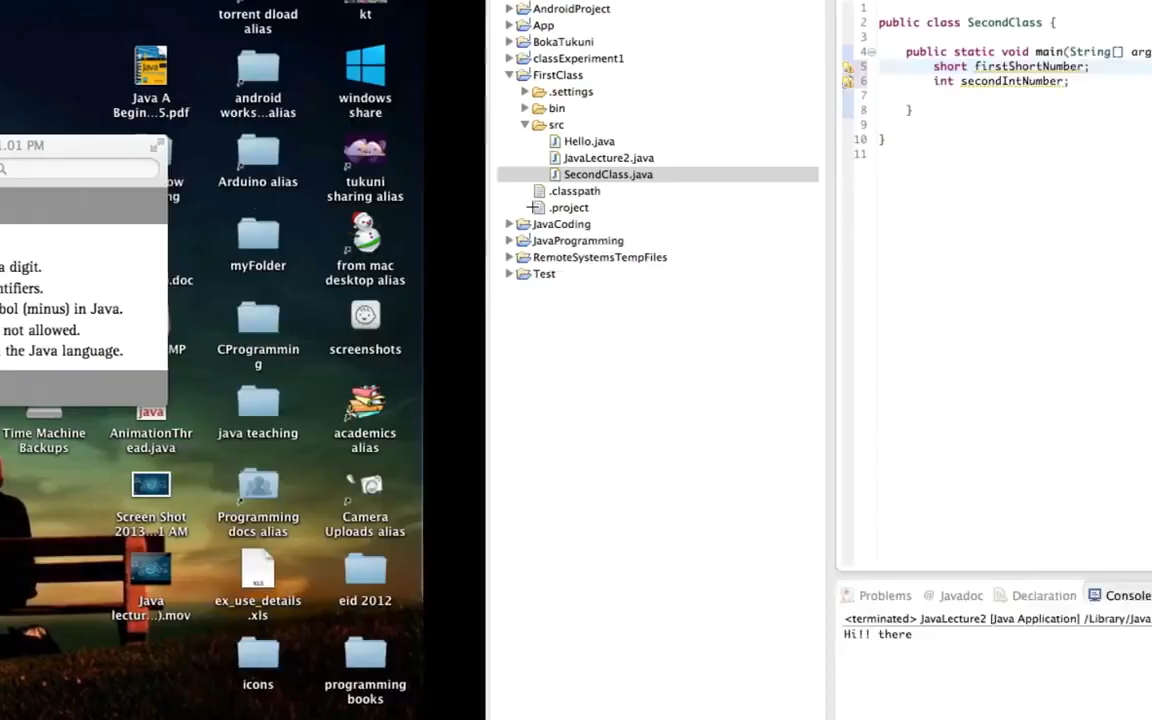 torrent dload
alias
kt
Java A
Begin...5.pdf
android
works...alias
windows
share
1.01 PM
Arduino alias
tukuni
sharing alias
a digit.
ntifiers.
bol (minus) in Java.
not allowed.
the Java language.
.doc
myFolder
from mac
desktop alias
MP
CProgrammin
g
screenshots
Time Machine
Backups
Java
AnimationThr
ead.java
java teaching
academics
alias
Screen Shot
2013...1 AM
Programming
docs alias
Camera
Uploads alias
Java
lectur...).mov
XLS
ex_use_details
.xls
eid 2012
icons
programming
books
AndroidProject
App
BokaTukuni
classExperiment1
FirstClass
.settings
bin
src
Hello.java
JavaLecture2.java
SecondClass.java
.classpath
.project
JavaCoding
JavaProgramming
RemoteSystemsTempFiles
Test
1
2 public class SecondClass {
3
4 public static void main(String[] arg
5 short firstShortNumber;
6 int secondIntNumber;
7
8 }
9
10 }
11
Problems @ Javadoc Declaration Console
<terminated> JavaLecture2 [Java Application] /Library/Java
Hi!! there